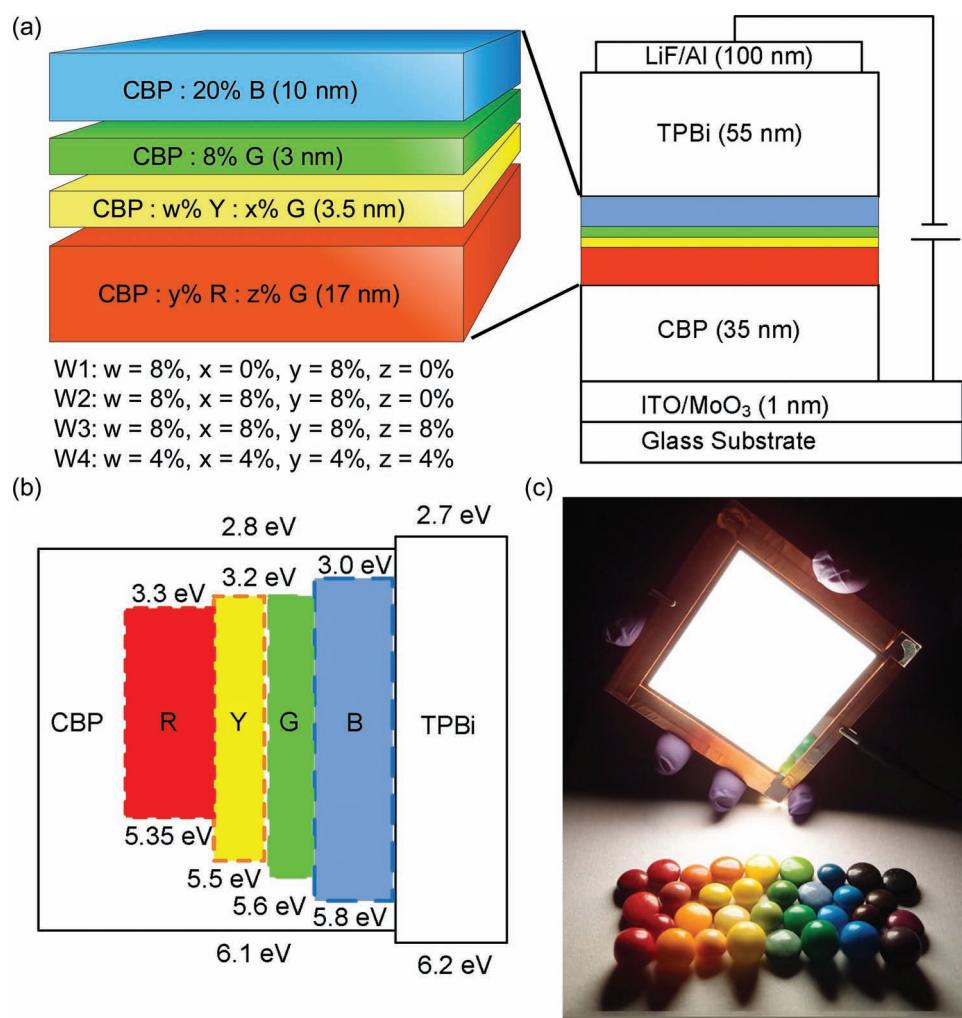 (a)
CBP : 20% B (10 nm)
CBP : 8% G (3 nm)
CBP : w% Y : x% G (3.5 nm)
CBP : y% R : z% G (17 nm)
W1: w = 8%, x = 0%, y = 8%, z = 0%
W2: w = 8%, x = 8%, y = 8%, z = 0%
W3: w = 8%, x = 8%, y = 8%, z = 8%
W4: w = 4%, x = 4%, y = 4%, z = 4%
LiF/Al (100 nm)
TPBi (55 nm)
CBP (35 nm)
ITO/MoO₃ (1 nm)
Glass Substrate
(b)
2.8 eV
2.7 eV
3.3 eV
3.2 eV
3.0 eV
CBP
R
Y
G
B
TPBi
5.35 eV
5.5 eV
5.6 eV
5.8 eV
6.1 eV
6.2 eV
(c)